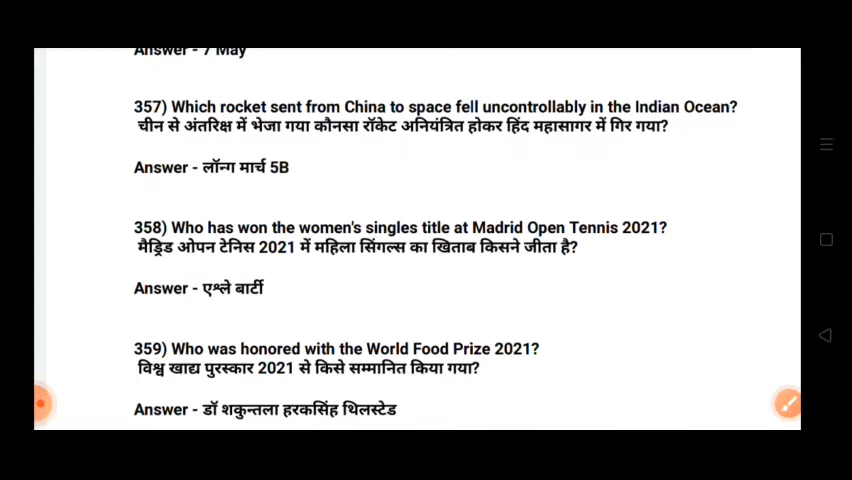 Answer - 7 May
357) Which rocket sent from China to space fell uncontrollably in the Indian Ocean?
चीन से अंतरिक्ष में भेजा गया कौनसा रॉकेट अनियंत्रित होकर हिंद महासागर में गिर गया?
Answer - लॉन्ग मार्च 5B
358) Who has won the women's singles title at Madrid Open Tennis 2021?
मैड्रिड ओपन टेनिस 2021 में महिला सिंगल्स का खिताब किसने जीता है?
Answer - एश्ले बार्टी
359) Who was honored with the World Food Prize 2021?
विश्व खाद्य पुरस्कार 2021 से किसे सम्मानित किया गया?
Answer - डॉ शकुन्तला हरकसिंह थिलस्टेड